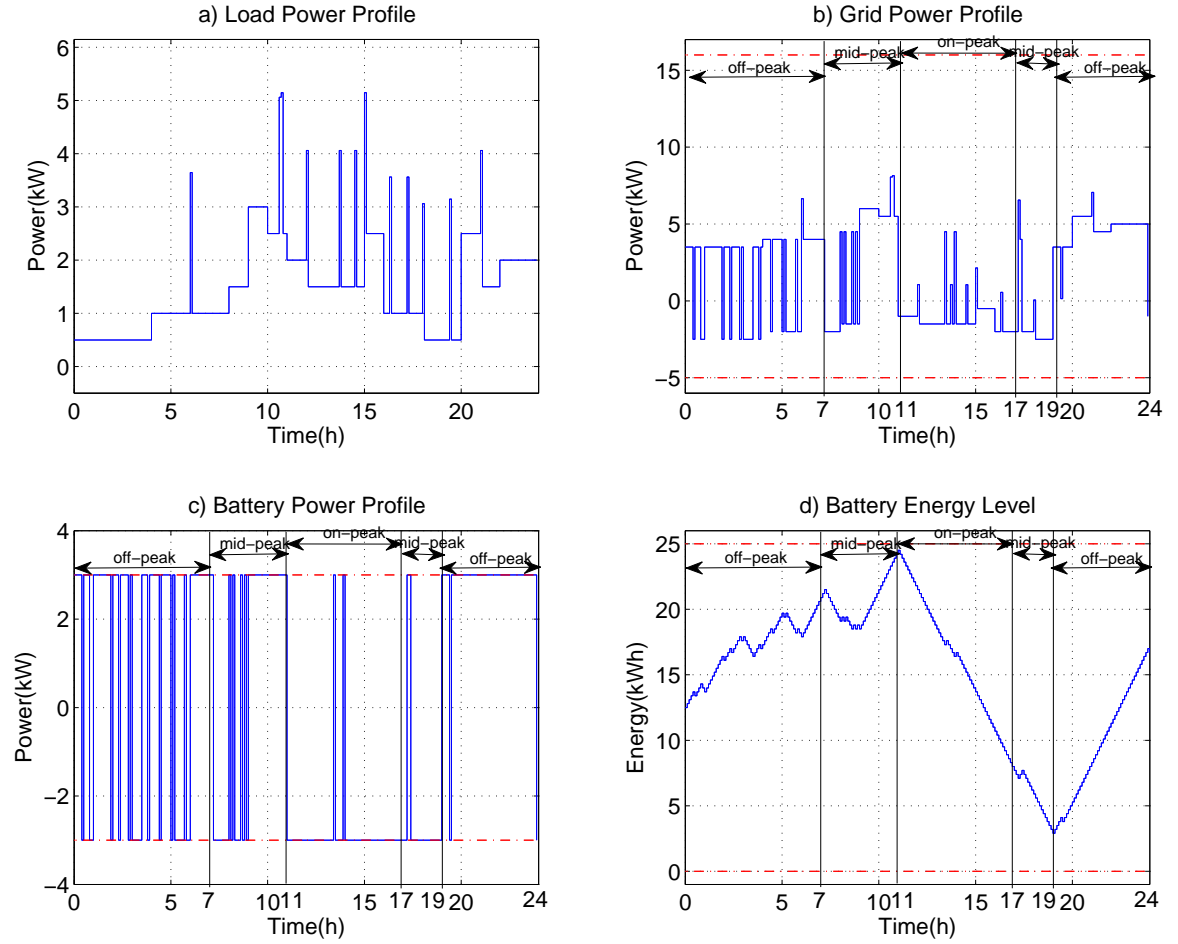 a) Load Power Profile
6
5
4
3
2
1
0
Power(kW)
0 5 10 15 20
Time(h)
b) Grid Power Profile
on−peak
mid−peak mid−peak
off−peak off−peak
15
10
5
0
−5
Power(kW)
0 5 7 10 11 15 17 19 20 24
Time(h)
c) Battery Power Profile
on−peak
mid−peak mid−peak
off−peak off−peak
4
2
0
−2
−4
Power(kW)
0 5 7 10 11 15 17 19 20 24
Time(h)
d) Battery Energy Level
on−peak
mid−peak mid−peak
off−peak off−peak
25
20
15
10
5
0
Energy(kWh)
0 5 7 10 11 15 17 19 20 24
Time(h)